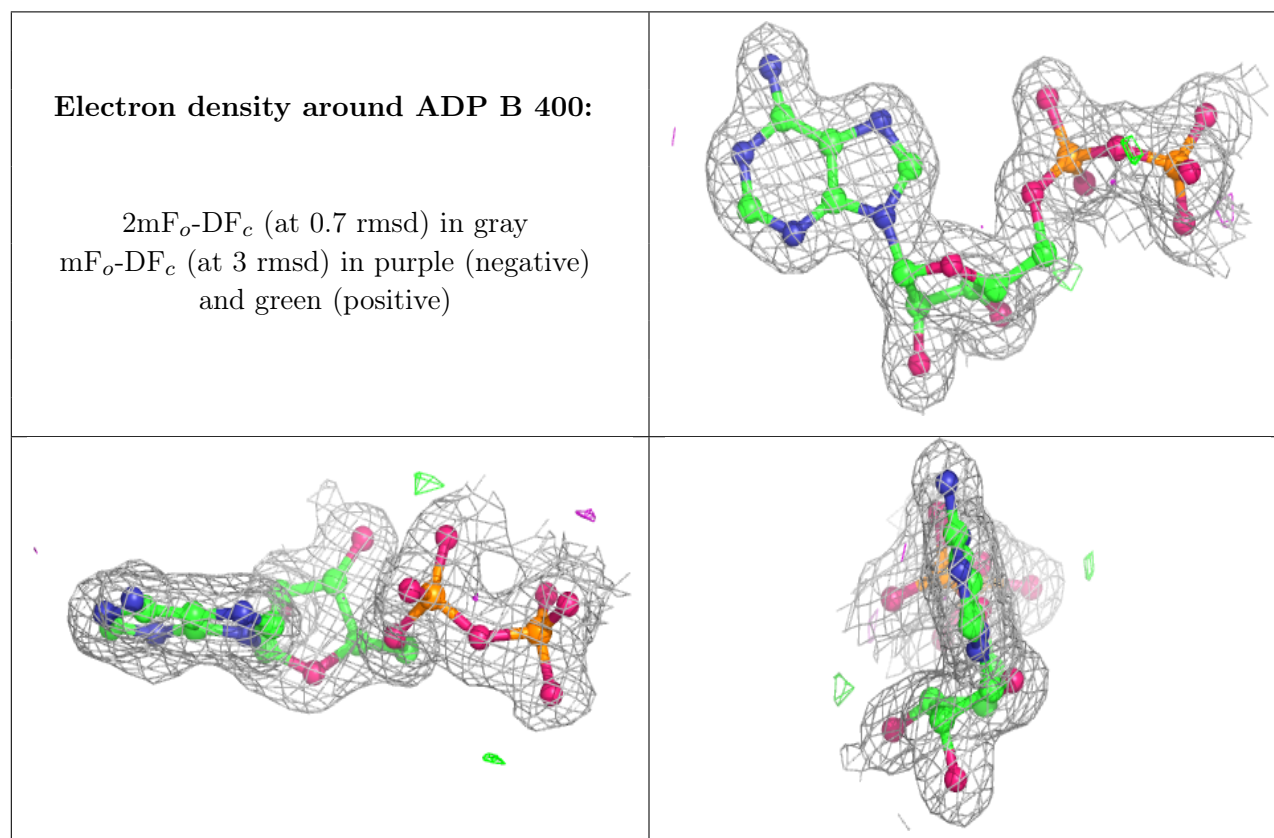 Electron density around ADP B 400:
2mFₒ-DF𝒸 (at 0.7 rmsd) in gray
mFₒ-DF𝒸 (at 3 rmsd) in purple (negative)
and green (positive)